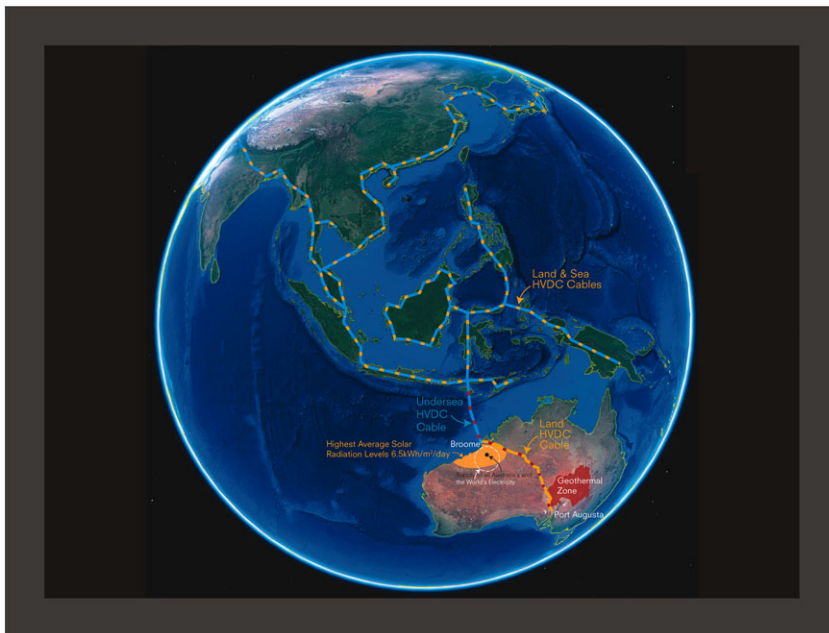 Land & Sea
HVDC Cables
Undersea
HVDC
Cable
Land
HVDC
Cable
Broome
Highest Average Solar
Radiation Levels 6.5kWh/m²/day
the World's Electricity
Geothermal
Zone
Port Augusta